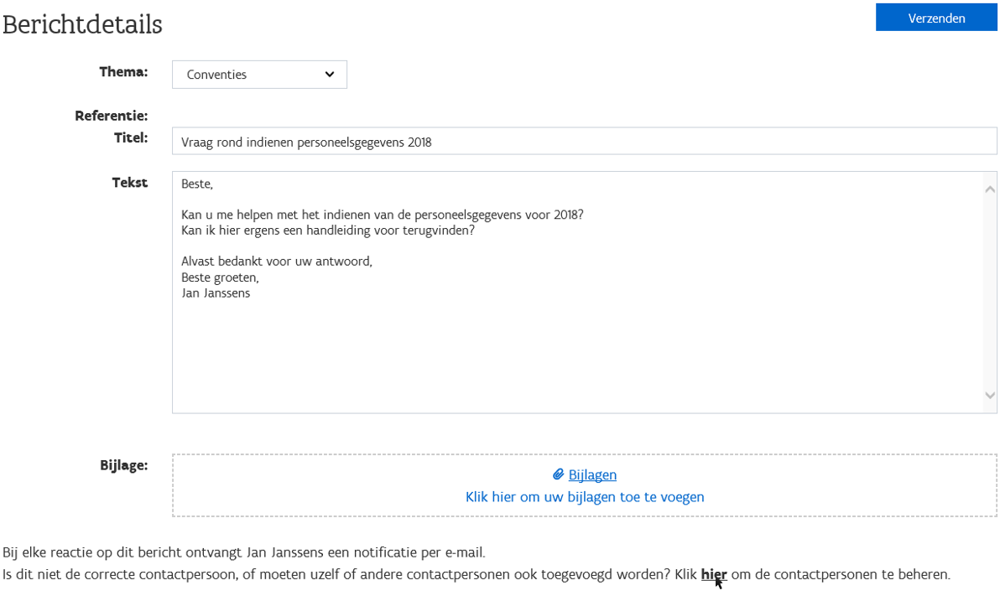 Berichtdetails
Verzenden
Thema:
Conventies
Referentie:
Titel:
Vraag rond indienen personeelsgegevens 2018
Tekst
Beste,
Kan u me helpen met het indienen van de personeelsgegevens voor 2018?
Kan ik hier ergens een handleiding voor terugvinden?
Alvast bedankt voor uw antwoord,
Beste groeten,
Jan Janssens
Bijlage:
Bijlagen
Klik hier om uw bijlagen toe te voegen
Bij elke reactie op dit bericht ontvangt Jan Janssens een notificatie per e-mail.
Is dit niet de correcte contactpersoon, of moeten uzelf of andere contactpersonen ook toegevoegd worden? Klik hier om de contactpersonen te beheren.